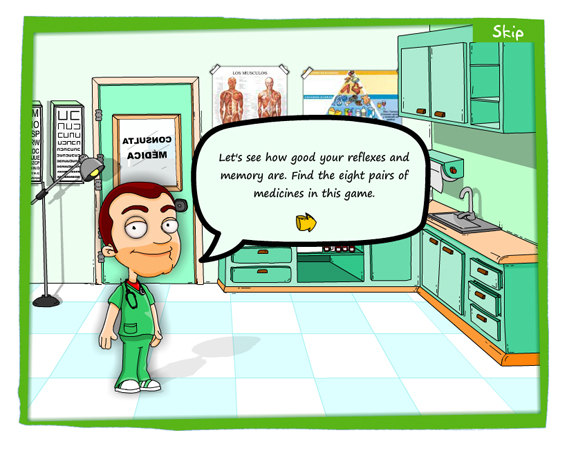 Skip
LOS MUSCULOS
CONSULTA
MEDICA
Let's see how good your reflexes and
memory are. Find the eight pairs of
medicines in this game.